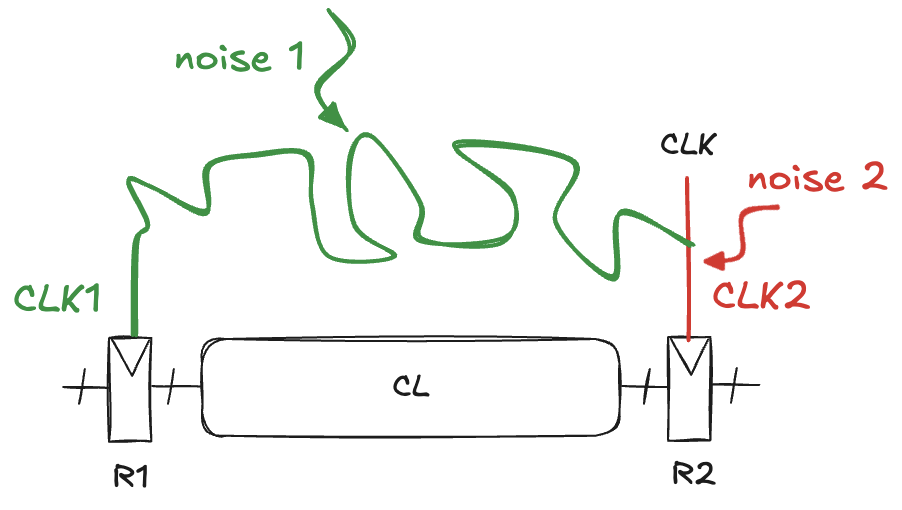 noise 1
CLK
noise 2
CLK1
CLK2
CL
R1
R2